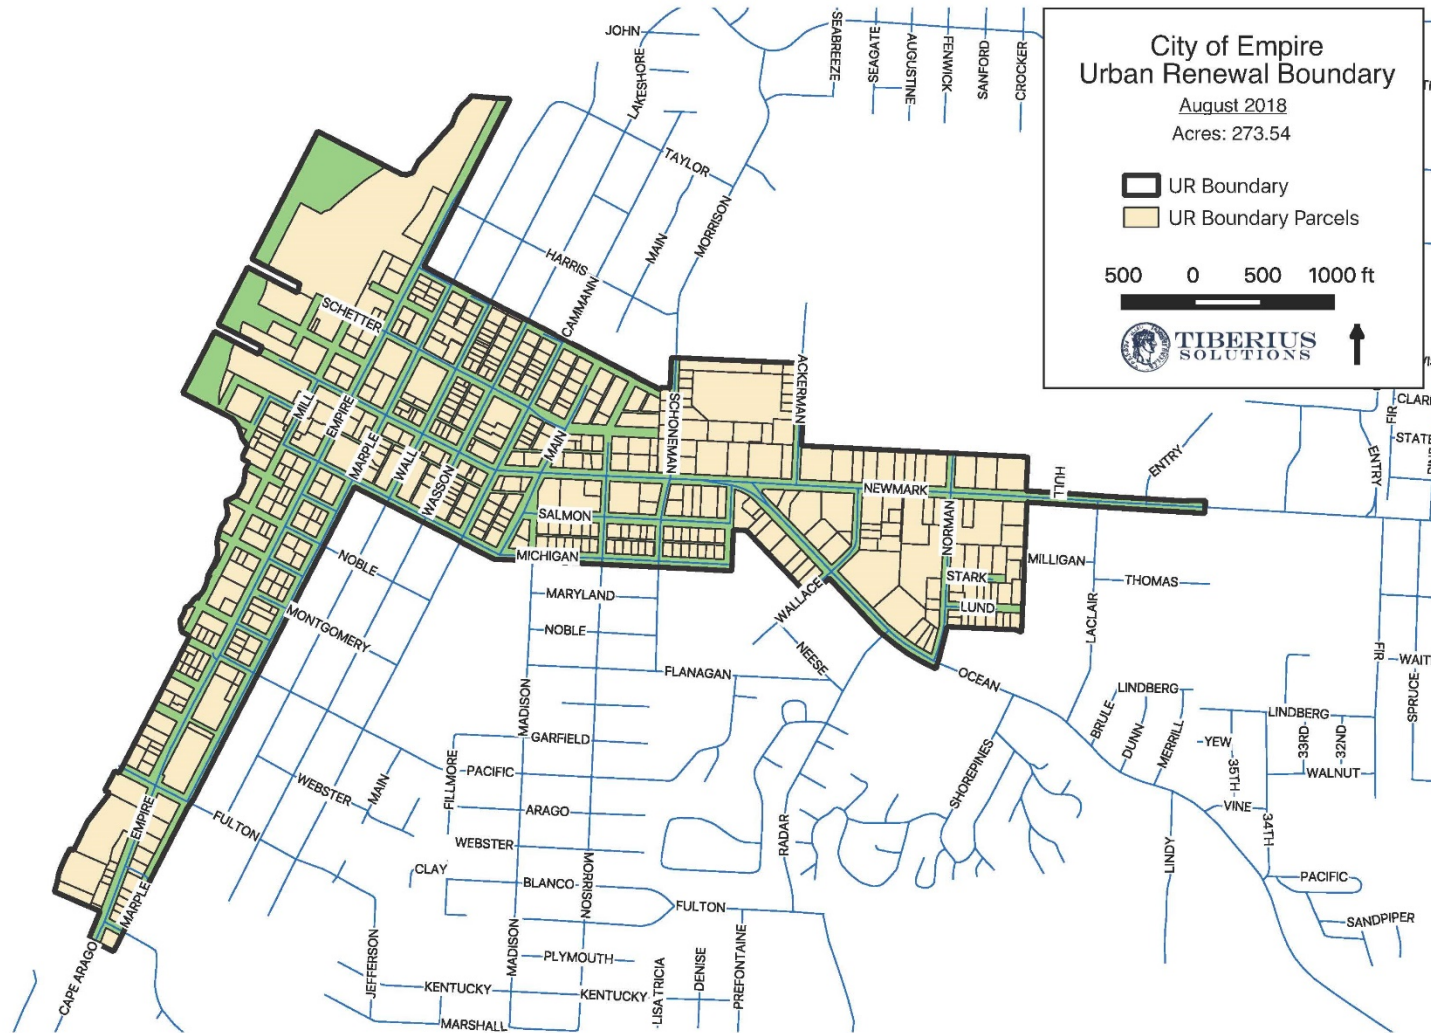 City of Empire
Urban Renewal Boundary
August 2018
Acres: 273.54
UR Boundary
UR Boundary Parcels
500 0 500 1000 ft
TIBERIUS
SOLUTIONS
JOHN
LAKESHORE
SEABREEZE
SEAGATE
AUGUSTINE
FENWICK
SANFORD
CROCKER
TAYLOR
MORRISON
MAIN
HARRIS
CAMMANN
SCHETTER
ACKERMAN
SCHONEMAN
MILL
EMPIRE
MARPLE
WALL
WASSON
MAIN
NEWMARK
HULL
ENTRY
ENTRY
FIR
CLAR
STATE
SALMON
NORMAN
MICHIGAN
MILLIGAN
STARK
THOMAS
LUND
LACLAIR
NOBLE
MARYLAND
WALLACE
MONTGOMERY
NOBLE
NEESE
FLANAGAN
OCEAN
FIR
WAIT
SPRUCE
MADISON
GARFIELD
BRULE
LINDBERG
DUNN
MERRILL
LINDBERG
YEW
35TH
33RD
32ND
WALNUT
PACIFIC
SHOREPINES
WEBSTER
MAIN
FILLMORE
ARAGO
VINE
34TH
EMPIRE
FULTON
WEBSTER
RADAR
LINDY
CLAY
BLANCO
MORRISON
PACIFIC
MARPLE
FULTON
SANDPIPER
CAPE ARAGO
JEFFERSON
MADISON
PLYMOUTH
LISA TRICIA
DENISE
PREFONTAINE
KENTUCKY
KENTUCKY
MARSHALL